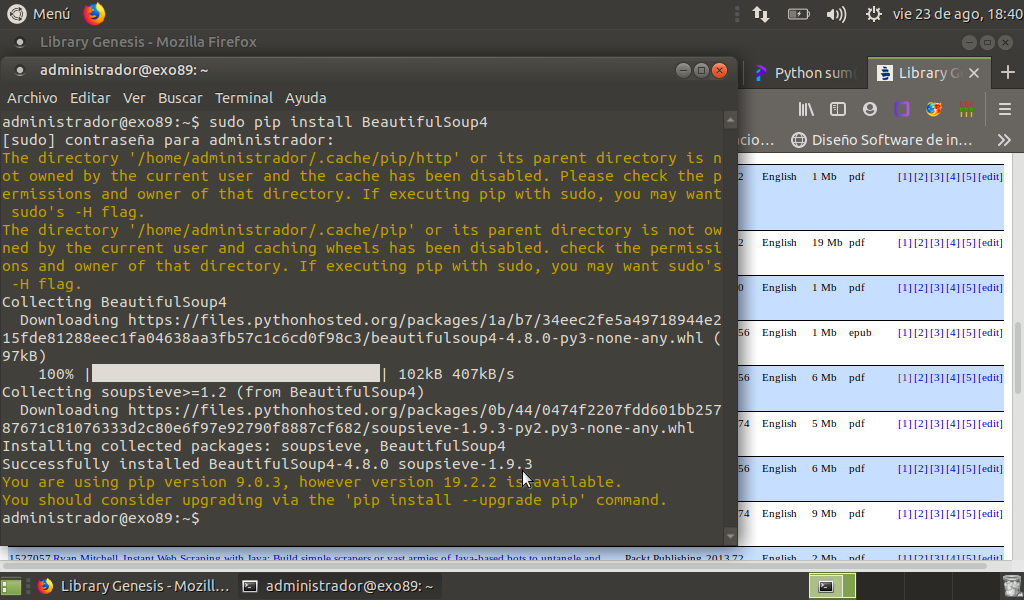 Menú
vie 23 de ago, 18:40
Library Genesis - Mozilla Firefox
administrador@exo89: ~
Python sum
Library G
Archivo Editar Ver Buscar Terminal Ayuda
Diseño Software de in...
administrador@exo89:~$ sudo pip install BeautifulSoup4
[sudo] contraseña para administrador:
The directory '/home/administrador/.cache/pip/http' or its parent directory is n
ot owned by the current user and the cache has been disabled. Please check the p
ermissions and owner of that directory. If executing pip with sudo, you may want
sudo's -H flag.
The directory '/home/administrador/.cache/pip' or its parent directory is not ow
ned by the current user and caching wheels has been disabled. check the permissi
ons and owner of that directory. If executing pip with sudo, you may want sudo's
-H flag.
Collecting BeautifulSoup4
Downloading https://files.pythonhosted.org/packages/1a/b7/34eec2fe5a49718944e2
15fde81288eec1fa04638aa3fb57c1c6cd0f98c3/beautifulsoup4-4.8.0-py3-none-any.whl (
97kB)
100% | | 102kB 407kB/s
Collecting soupsieve>=1.2 (from BeautifulSoup4)
Downloading https://files.pythonhosted.org/packages/0b/44/0474f2207fdd601bb257
87671c81076333d2c80e6f97e92790f8887cf682/soupsieve-1.9.3-py2.py3-none-any.whl
Installing collected packages: soupsieve, BeautifulSoup4
Successfully installed BeautifulSoup4-4.8.0 soupsieve-1.9.3
You are using pip version 9.0.3, however version 19.2.2 is available.
You should consider upgrading via the 'pip install --upgrade pip' command.
administrador@exo89:~$
2 English 1 Mb pdf [1] [2] [3] [4] [5] [edit]
2 English 19 Mb pdf [1] [2] [3] [4] [5] [edit]
0 English 1 Mb pdf [1] [2] [3] [4] [5] [edit]
56 English 1 Mb epub [1] [2] [3] [4] [5] [edit]
56 English 6 Mb pdf [1] [2] [3] [4] [5] [edit]
74 English 5 Mb pdf [1] [2] [3] [4] [5] [edit]
56 English 6 Mb pdf [1] [2] [3] [4] [5] [edit]
74 English 9 Mb pdf [1] [2] [3] [4] [5] [edit]
1527057 Ryan Mitchell Instant Web Scraping with Java: Build simple scrapers or vast armies of Java-based bots to untangle and Packt Publishing 2013 72 English 2 Mb pdf [1] [2] [3] [4] [5] [edit]
Library Genesis - Mozill...
administrador@exo89: ~